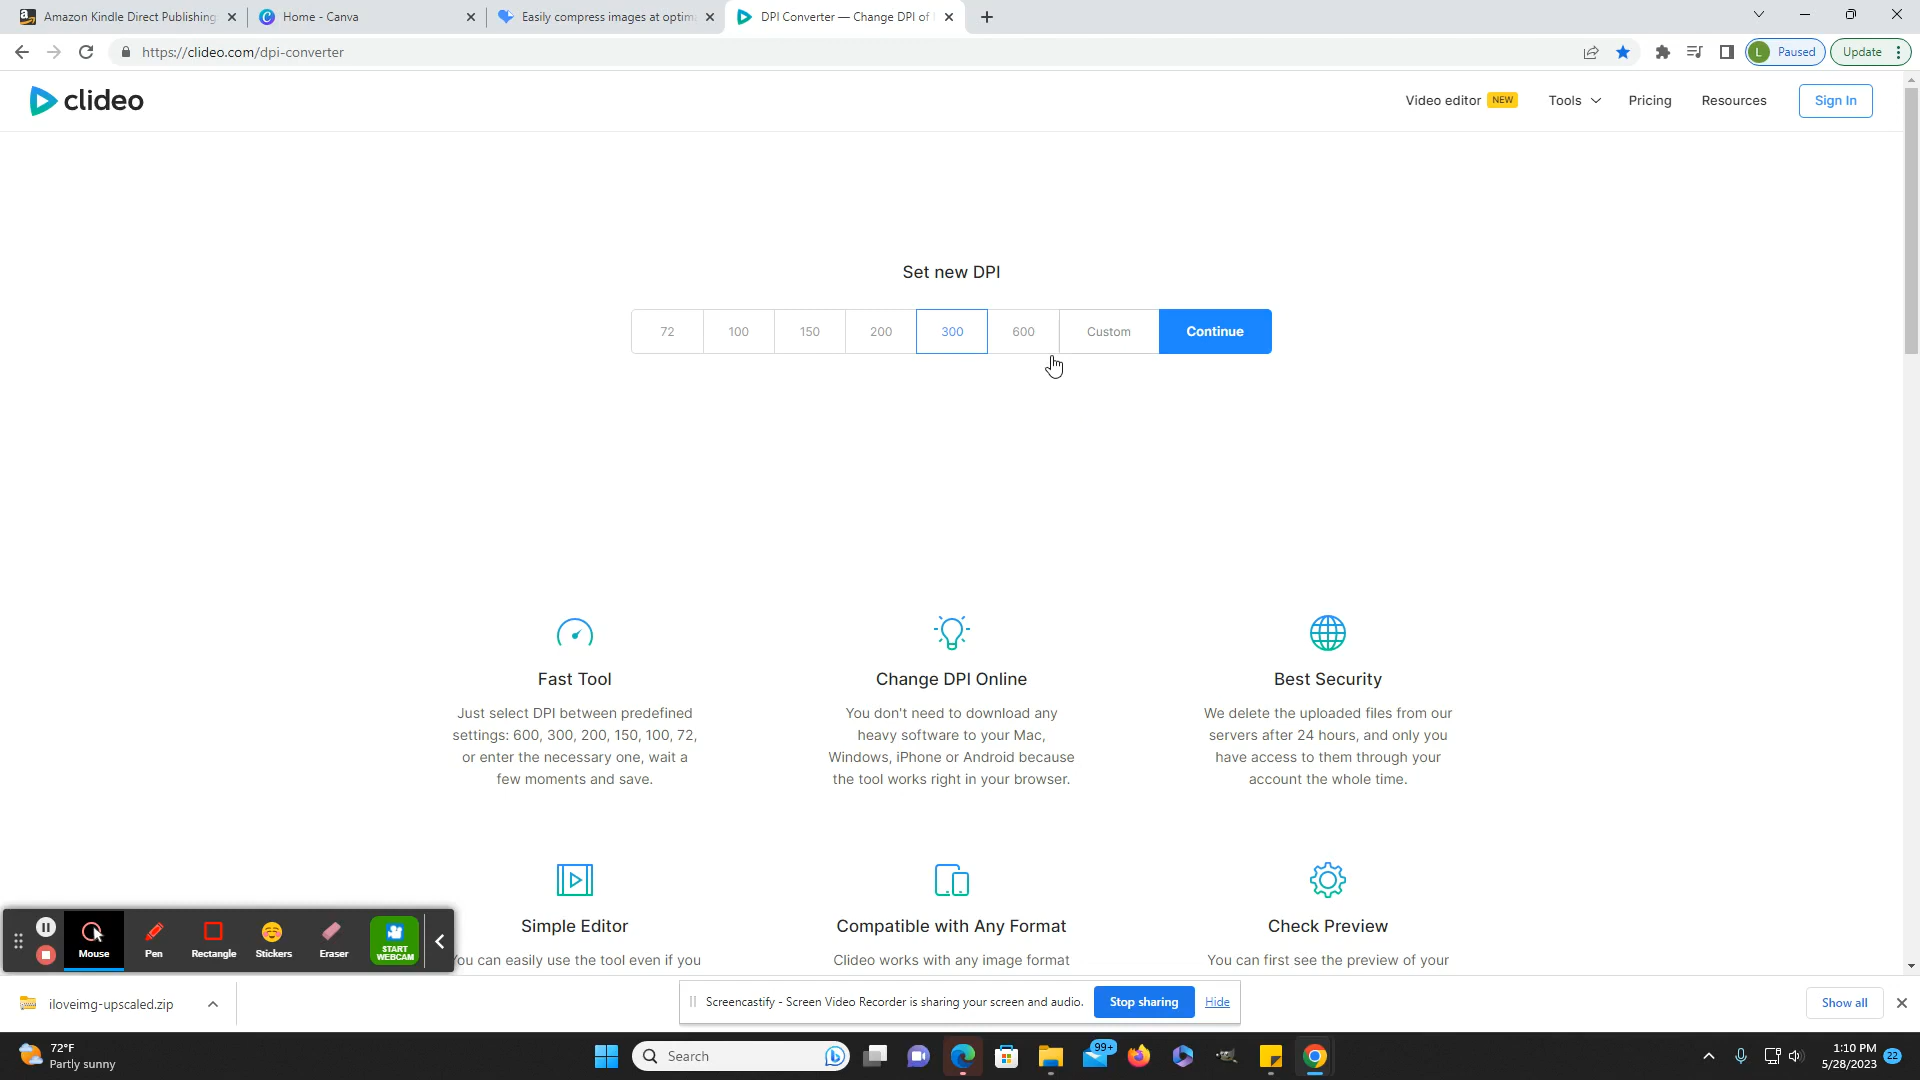 Amazon Kindle Direct Publishing
Home - Canva
Easily compress images at optim
DPI Converter — Change DPI of
https://clideo.com/dpi-converter
L Paused
Update
clideo
Video editor NEW
Tools
Pricing
Resources
Sign In
Set new DPI
72 100 150 200 300 600 Custom Continue
Fast Tool
Just select DPI between predefined
settings: 600, 300, 200, 150, 100, 72,
or enter the necessary one, wait a
few moments and save.
Change DPI Online
You don't need to download any
heavy software to your Mac,
Windows, iPhone or Android because
the tool works right in your browser.
Best Security
We delete the uploaded files from our
servers after 24 hours, and only you
have access to them through your
account the whole time.
Simple Editor
You can easily use the tool even if you
Compatible with Any Format
Clideo works with any image format
Check Preview
You can first see the preview of your
Mouse
Pen
Rectangle
Stickers
Eraser
START
WEBCAM
iloveimg-upscaled.zip
Screencastify - Screen Video Recorder is sharing your screen and audio.
Stop sharing
Hide
Show all
72°F
Partly sunny
Search
99+
1:10 PM
5/28/2023
22